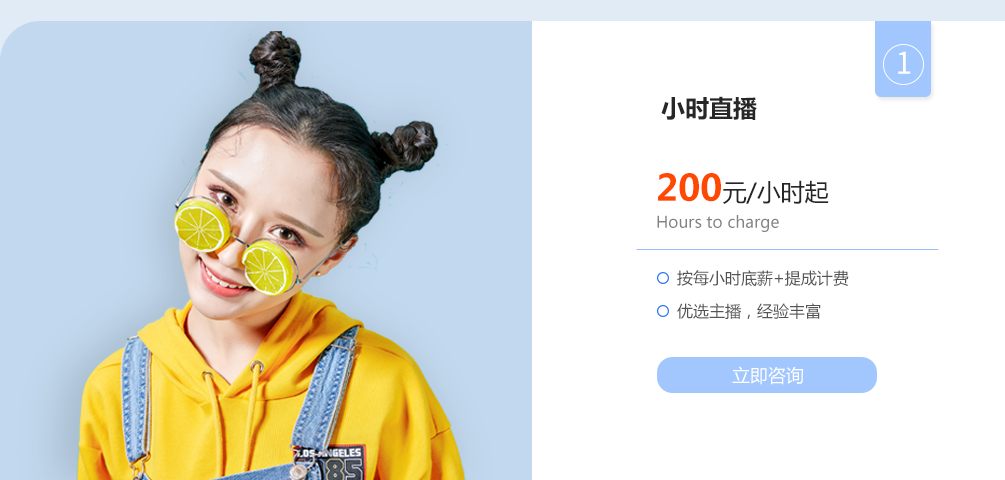 1
小时直播
200元/小时起
Hours to charge
按每小时底薪+提成计费
优选主播，经验丰富
立即咨询
LOS ANGELES
85